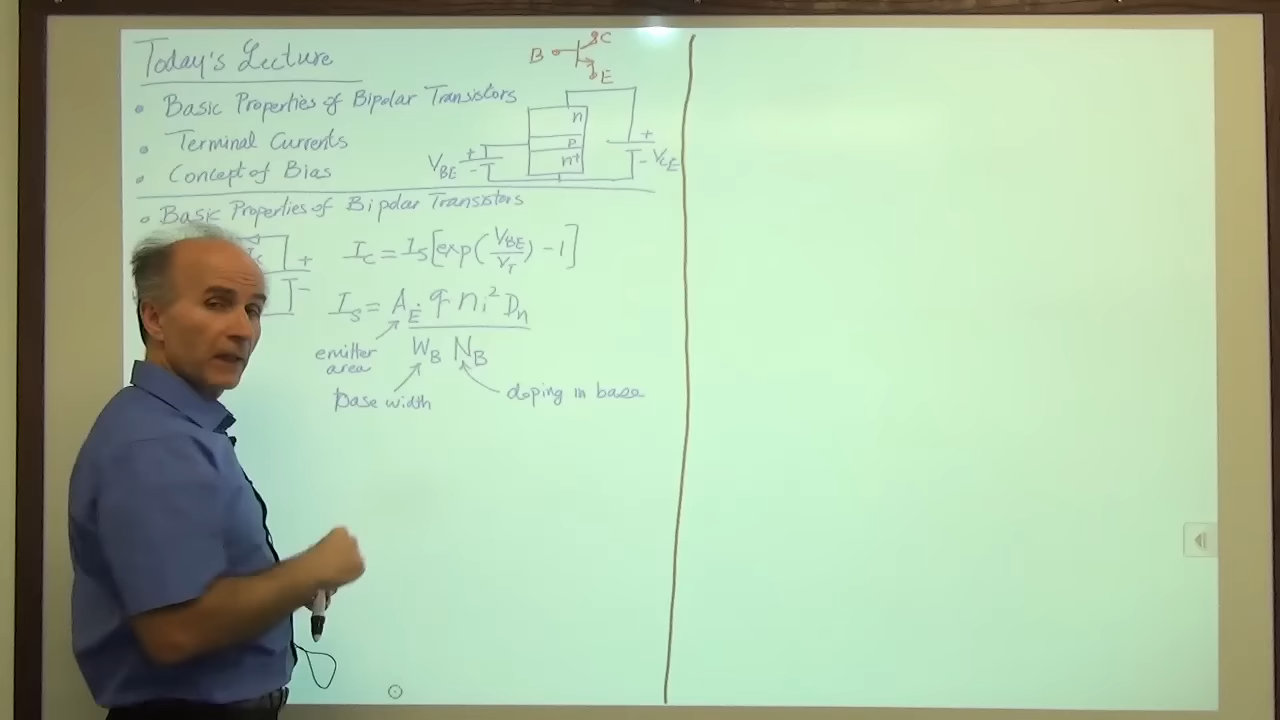 Today's Lecture
• Basic Properties of Bipolar Transistors
• Terminal Currents
• Concept of Bias
B C E
n
p
n+
V_BE + -
+ - V_CE
• Basic Properties of Bipolar Transistors
+ -
I_C = I_S [exp(V_BE/V_T) - 1]
I_S = A_E q n_i^2 D_n
W_B N_B
emitter area
base width
doping in base